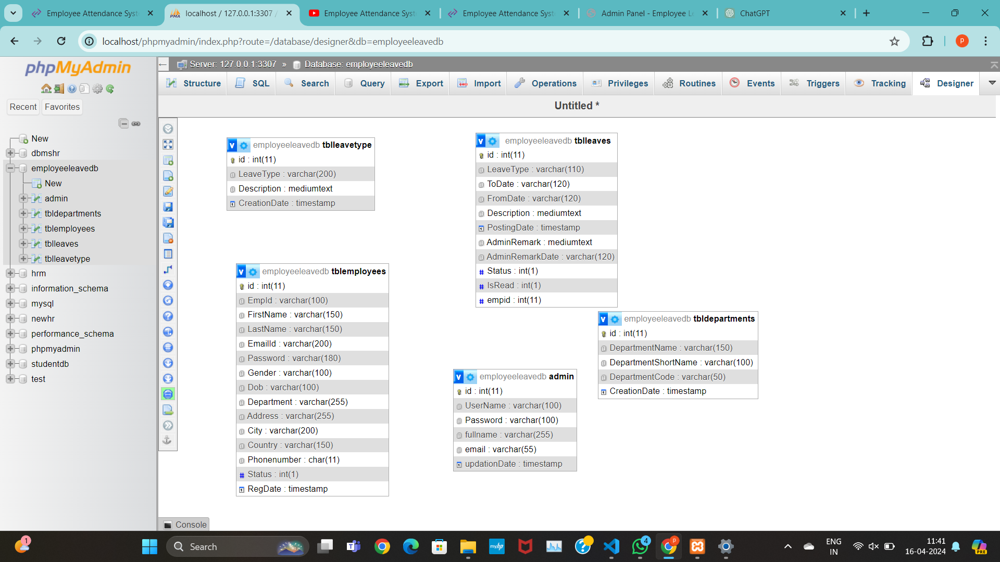 Employee Attendance Syst
localhost / 127.0.0.1:3307 /
Employee Attendance Syst
Employee Attendance Syst
Admin Panel - Employee Le
ChatGPT
localhost/phpmyadmin/index.php?route=/database/designer&db=employeeleavedb
P
phpMyAdmin
Recent
Favorites
New
dbmshr
employeeleavedb
New
admin
tbldepartments
tblemployees
tblleaves
tblleavetype
hrm
information_schema
mysql
newhr
performance_schema
phpmyadmin
studentdb
test
Server: 127.0.0.1:3307 » Database: employeeleavedb
Structure
SQL
Search
Query
Export
Import
Operations
Privileges
Routines
Events
Triggers
Tracking
Designer
Untitled *
v employeeleavedb tblleavetype
id : int(11)
LeaveType : varchar(200)
Description : mediumtext
CreationDate : timestamp
v employeeleavedb tblleaves
id : int(11)
LeaveType : varchar(110)
ToDate : varchar(120)
FromDate : varchar(120)
Description : mediumtext
PostingDate : timestamp
AdminRemark : mediumtext
AdminRemarkDate : varchar(120)
# Status : int(1)
# IsRead : int(1)
# empid : int(11)
v employeeleavedb tblemployees
id : int(11)
EmpId : varchar(100)
FirstName : varchar(150)
LastName : varchar(150)
EmailId : varchar(200)
Password : varchar(180)
Gender : varchar(100)
Dob : varchar(100)
Department : varchar(255)
Address : varchar(255)
City : varchar(200)
Country : varchar(150)
Phonenumber : char(11)
# Status : int(1)
RegDate : timestamp
v employeeleavedb tbldepartments
id : int(11)
DepartmentName : varchar(150)
DepartmentShortName : varchar(100)
DepartmentCode : varchar(50)
CreationDate : timestamp
v employeeleavedb admin
id : int(11)
UserName : varchar(100)
Password : varchar(100)
fullname : varchar(255)
email : varchar(55)
updationDate : timestamp
Console
1
Search
myhp
4
P
ENG
IN
11:41
16-04-2024
PRE